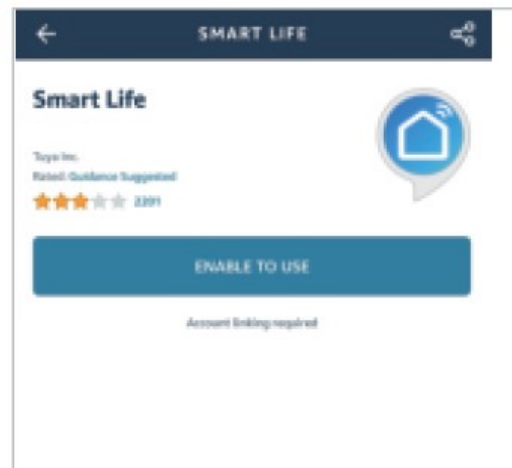 SMART LIFE
Smart Life
Tuya Inc.
Rated: Guidance Suggested
2201
ENABLE TO USE
Account linking required